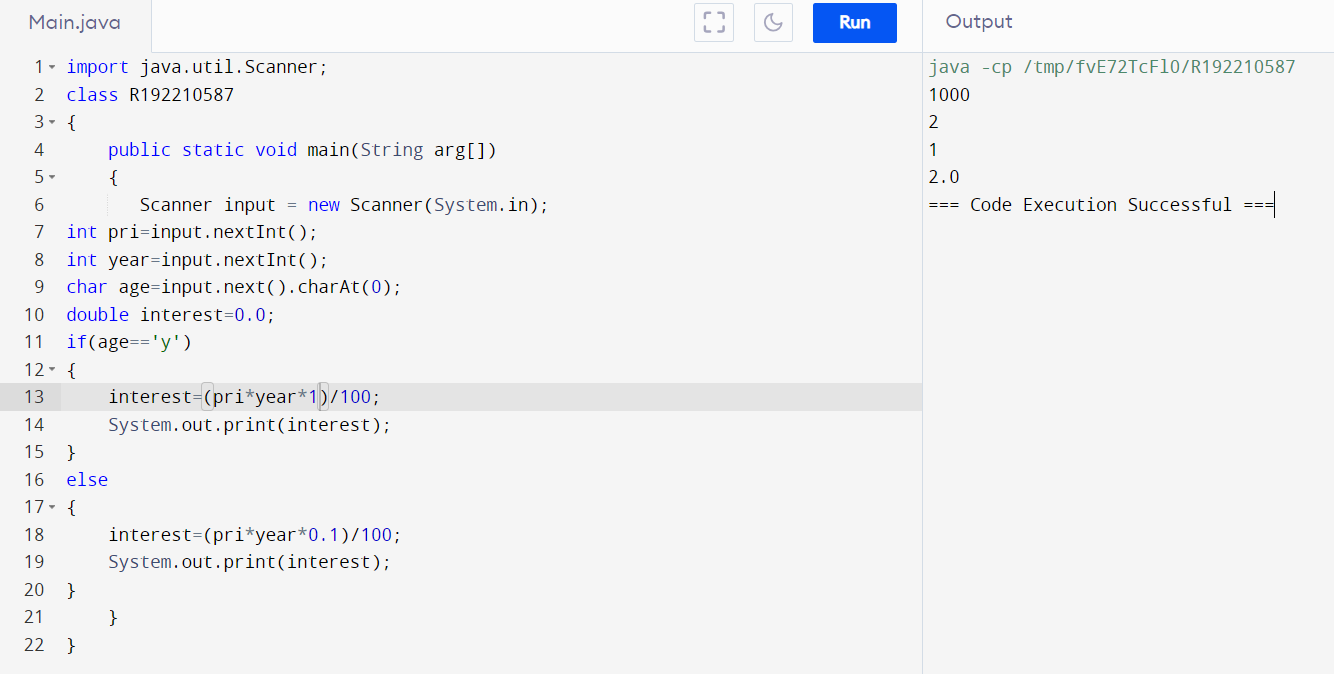 Main.java
Run
Output
1 import java.util.Scanner;
2 class R192210587
3 {
4 public static void main(String arg[])
5 {
6 Scanner input = new Scanner(System.in);
7 int pri=input.nextInt();
8 int year=input.nextInt();
9 char age=input.next().charAt(0);
10 double interest=0.0;
11 if(age=='y')
12 {
13 interest=(pri*year*1)/100;
14 System.out.print(interest);
15 }
16 else
17 {
18 interest=(pri*year*0.1)/100;
19 System.out.print(interest);
20 }
21 }
22 }
java -cp /tmp/fvE72TcFl0/R192210587
1000
2
1
2.0
=== Code Execution Successful ===